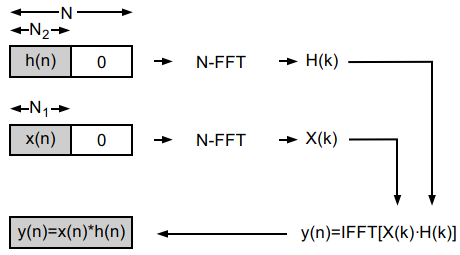 N
N₂
h(n) 0 N-FFT H(k)
N₁
x(n) 0 N-FFT X(k)
y(n)=x(n)*h(n) y(n)=IFFT[X(k)·H(k)]